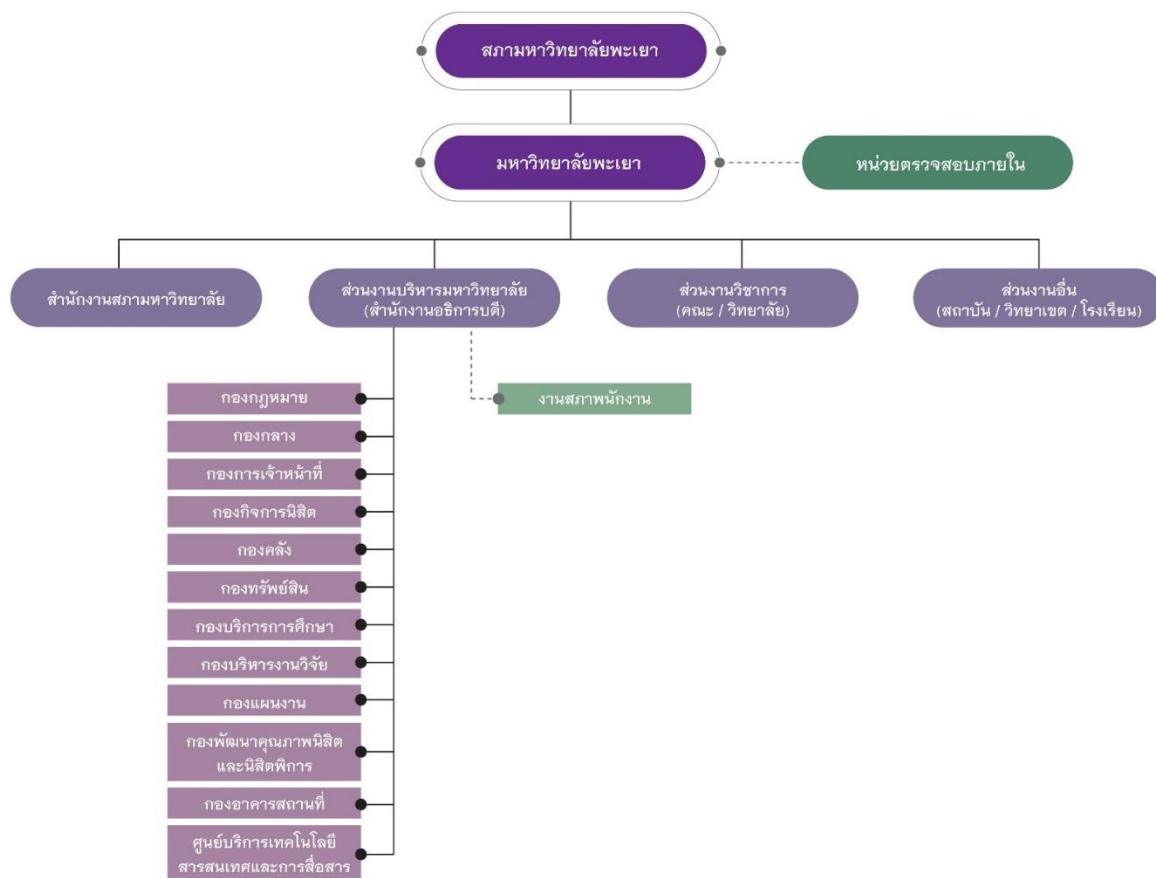 สภามหาวิทยาลัยพะเยา
มหาวิทยาลัยพะเยา
หน่วยตรวจสอบภายใน
สำนักงานสภามหาวิทยาลัย
ส่วนงานบริหารมหาวิทยาลัย
(สำนักงานอธิการบดี)
ส่วนงานวิชาการ
(คณะ / วิทยาลัย)
ส่วนงานอื่น
(สถาบัน / วิทยาเขต / โรงเรียน)
กองกฎหมาย
กองกลาง
กองการเจ้าหน้าที่
กองกิจการนิสิต
กองคลัง
กองทรัพย์สิน
กองบริการการศึกษา
กองบริหารงานวิจัย
กองแผนงาน
กองพัฒนาคุณภาพนิสิต
และนิสิตพิการ
กองอาคารสถานที่
ศูนย์บริการเทคโนโลยี
สารสนเทศและการสื่อสาร
งานสภาพนักงาน